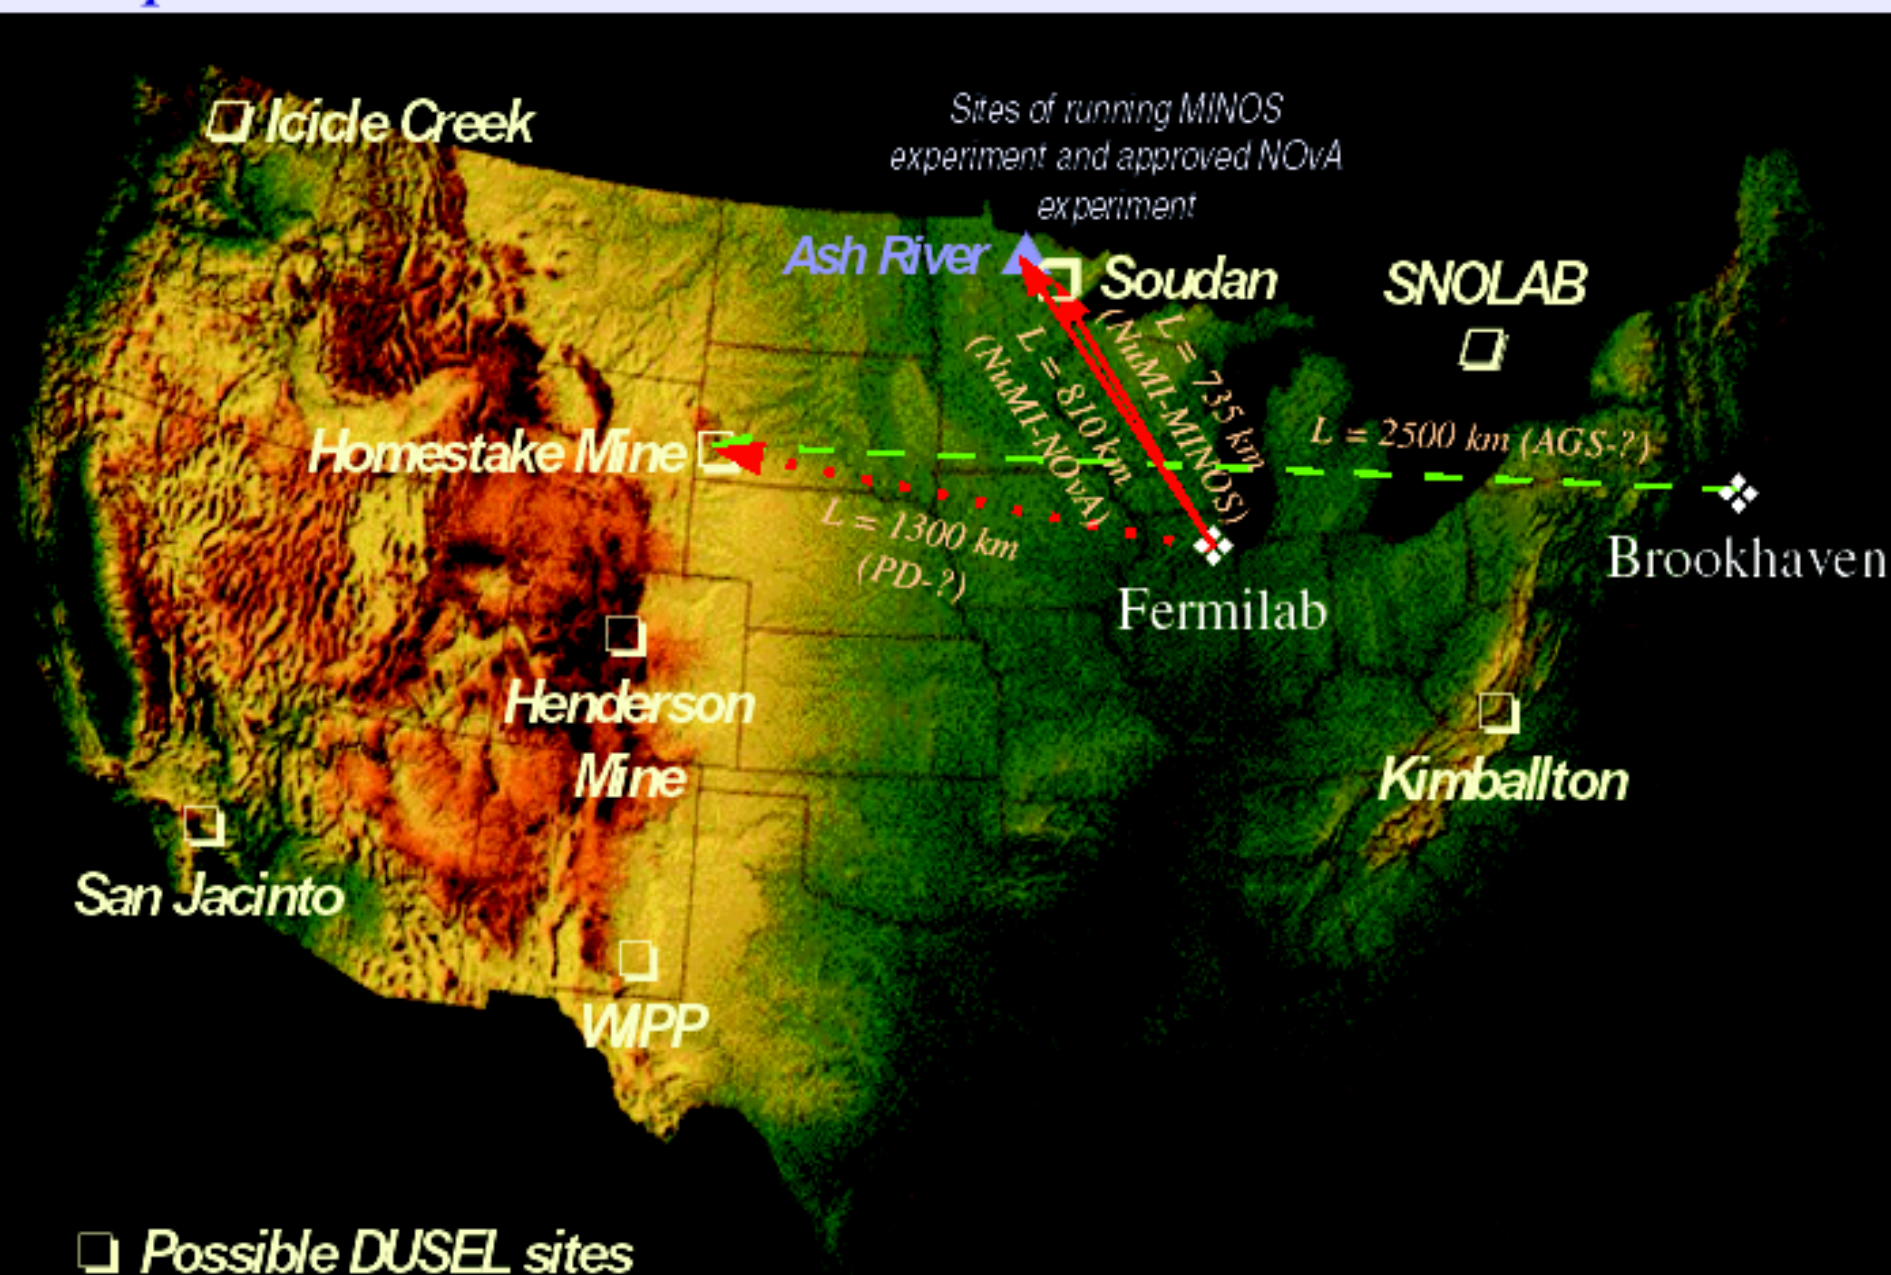 Icicle Creek
Sites of running MINOS
experiment and approved NOvA
experiment
Ash River
Soudan
SNOLAB
L = 735 km
(NuMI-MINOS)
L = 810 km
(NuMI-NOvA)
L = 2500 km (AGS-?)
Homestake Mine
L = 1300 km
(PD-?)
Brookhaven
Fermilab
Henderson
Mine
Kimballton
San Jacinto
WIPP
Possible DUSEL sites